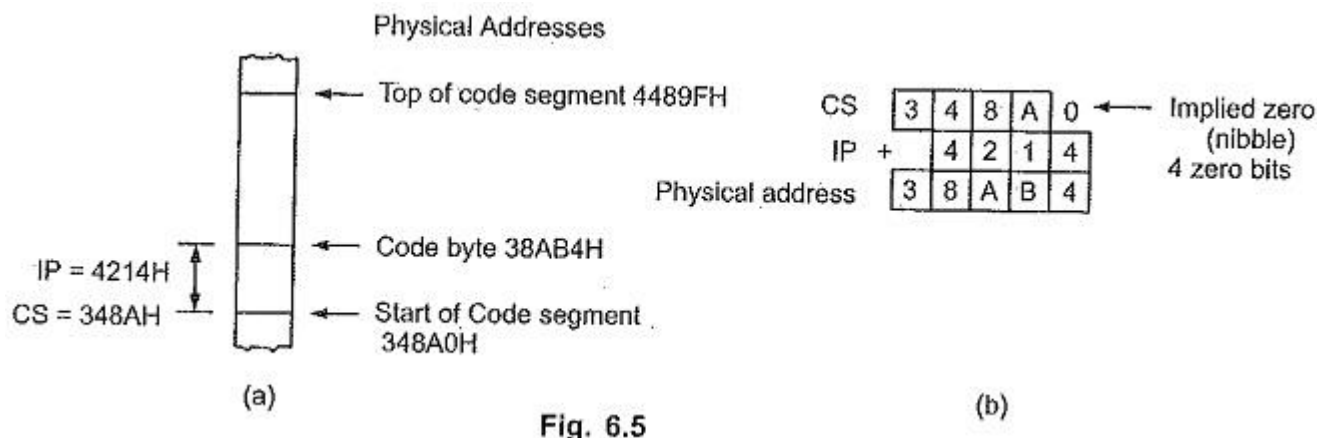 Physical Addresses
Top of code segment 4489FH
Code byte 38AB4H
IP = 4214H
CS = 348AH
Start of Code segment
348A0H
(a)
CS 3 4 8 A 0
Implied zero
(nibble)
4 zero bits
IP + 4 2 1 4
Physical address 3 8 A B 4
(b)
Fig. 6.5